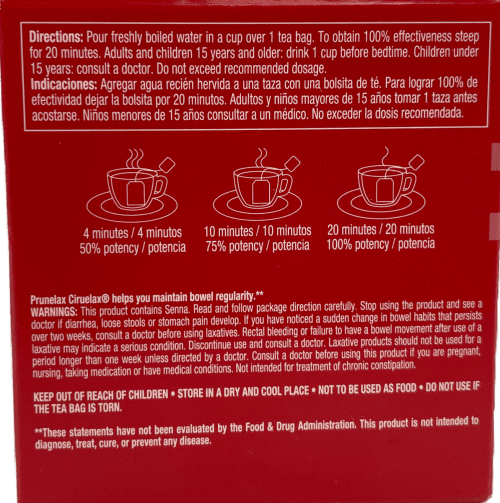 Directions: Pour freshly boiled water in a cup over 1 tea bag. To obtain 100% effectiveness steep
for 20 minutes. Adults and children 15 years and older: drink 1 cup before bedtime. Children under
15 years: consult a doctor. Do not exceed recommended dosage.
Indicaciones: Agregar agua recién hervida a una taza con una bolsita de té. Para lograr 100% de
efectividad dejar la bolsita por 20 minutos. Adultos y niños mayores de 15 años tomar 1 taza antes
acostarse. Niños menores de 15 años consultar a un médico. No exceder la dosis recomendada.
4 minutes / 4 minutos
50% potency / potencia
10 minutes / 10 minutos
75% potency / potencia
20 minutes / 20 minutos
100% potency / potencia
Prunelax Ciruelax® helps you maintain bowel regularity.**
WARNINGS: This product contains Senna. Read and follow package direction carefully. Stop using the product and see a
doctor if diarrhea, loose stools or stomach pain develop. If you have noticed a sudden change in bowel habits that persists
over two weeks, consult a doctor before using laxatives. Rectal bleeding or failure to have a bowel movement after use of a
laxative may indicate a serious condition. Discontinue use and consult a doctor. Laxative products should not be used for a
period longer than one week unless directed by a doctor. Consult a doctor before using this product if you are pregnant,
nursing, taking medication or have medical conditions. Not intended for treatment of chronic constipation.
KEEP OUT OF REACH OF CHILDREN • STORE IN A DRY AND COOL PLACE • NOT TO BE USED AS FOOD • DO NOT USE IF
THE TEA BAG IS TORN.
**These statements have not been evaluated by the Food & Drug Administration. This product is not intended to
diagnose, treat, cure, or prevent any disease.